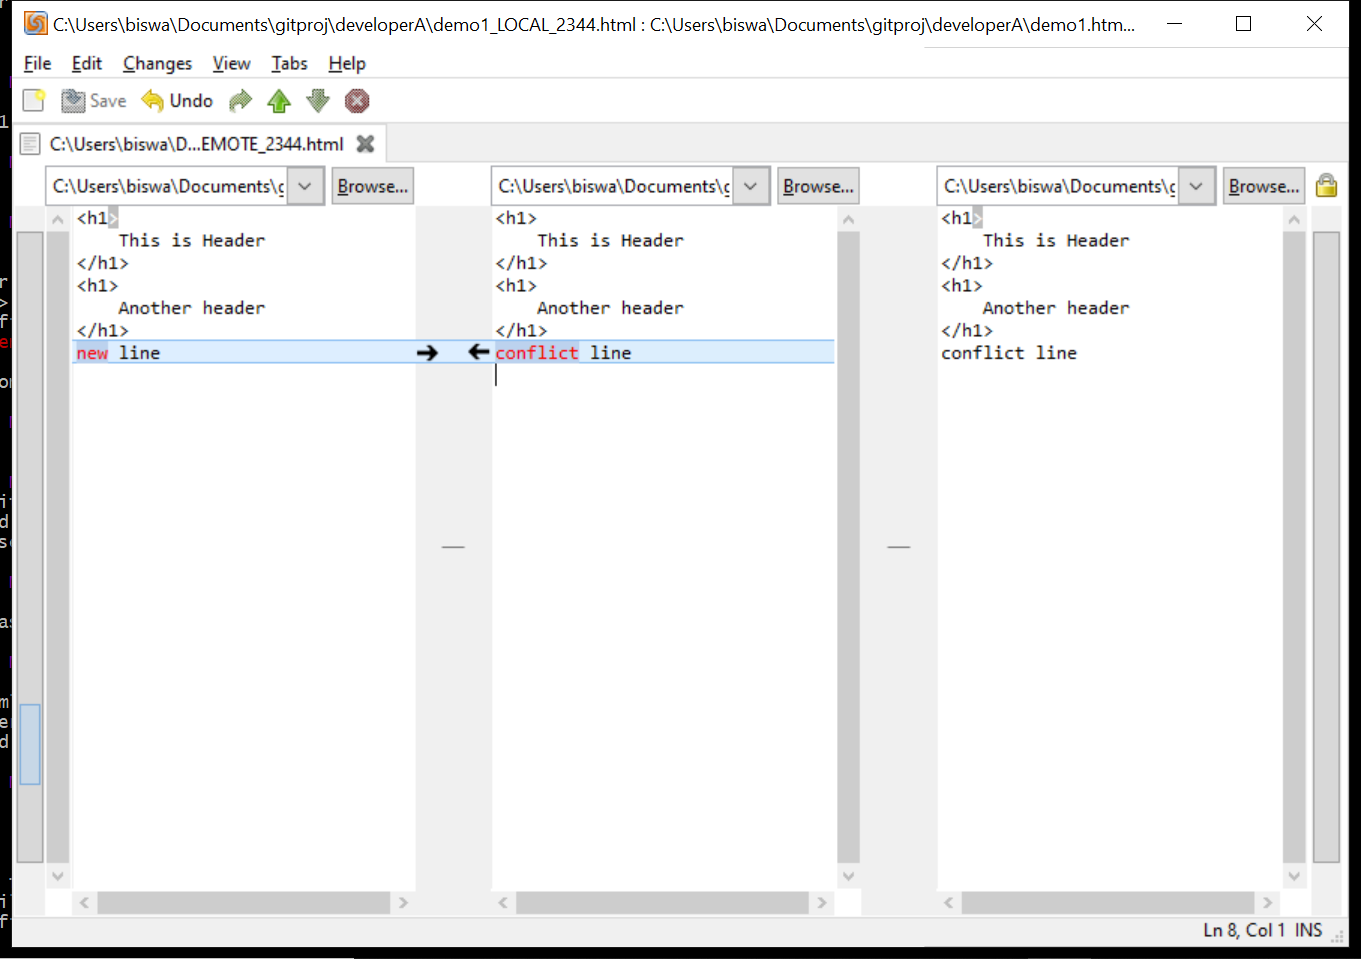 C:\Users\biswa\Documents\gitproj\developerA\demo1_LOCAL_2344.html : C:\Users\biswa\Documents\gitproj\developerA\demo1.htm...
File Edit Changes View Tabs Help
Save Undo
C:\Users\biswa\D...EMOTE_2344.html
C:\Users\biswa\Documents\g Browse... C:\Users\biswa\Documents\g Browse... C:\Users\biswa\Documents\g Browse...
<h1>
    This is Header
</h1>
<h1>
    Another header
</h1>
new line
<h1>
    This is Header
</h1>
<h1>
    Another header
</h1>
conflict line
<h1>
    This is Header
</h1>
<h1>
    Another header
</h1>
conflict line
Ln 8, Col 1 INS